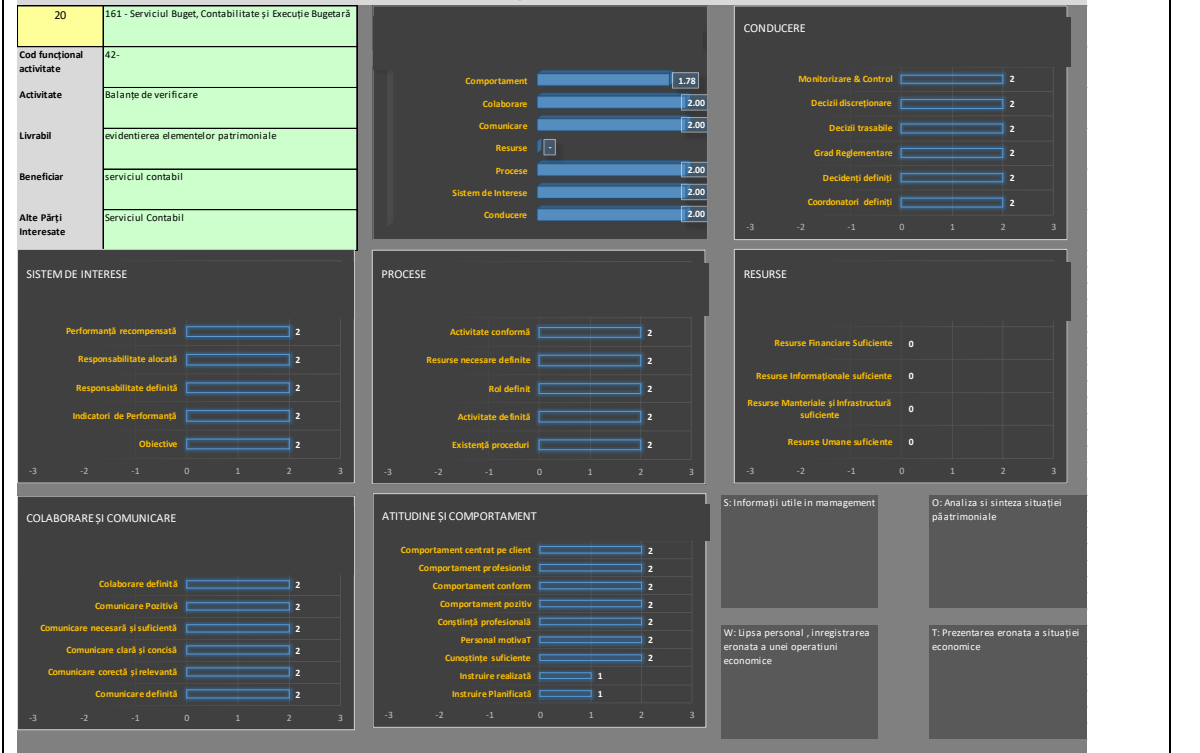 20
161 - Serviciul Buget, Contabilitate și Execuție Bugetară
Cod funcțional
activitate
42-
Activitate
Balanțe de verificare
Livrabil
evidentierea elementelor patrimoniale
Beneficiar
serviciul contabil
Alte Părți
Interesate
Serviciul Contabil
Comportament
1.78
Colaborare
2.00
Comunicare
2.00
Resurse
-
Procese
2.00
Sistem de Interese
2.00
Conducere
2.00
CONDUCERE
Monitorizare & Control
2
Decizii discreționare
2
Decizii trasabile
2
Grad Reglementare
2
Decidenți definiți
2
Coordonatori definiți
2
-3 -2 -1 0 1 2 3
SISTEM DE INTERESE
Performanță recompensată
2
Responsabilitate alocată
2
Responsabilitate definită
2
Indicatori de Performanță
2
Obiective
2
-3 -2 -1 0 1 2 3
PROCESE
Activitate conformă
2
Resurse necesare definite
2
Rol definit
2
Activitate definită
2
Existență proceduri
2
-3 -2 -1 0 1 2 3
RESURSE
Resurse Financiare Suficiente
0
Resurse Informaționale suficiente
0
Resurse Manteriale și Infrastructură
suficiente
0
Resurse Umane suficiente
0
-3 -2 -1 0 1 2 3
COLABORARE ȘI COMUNICARE
Colaborare definită
2
Comunicare Pozitivă
2
Comunicare necesară și suficientă
2
Comunicare clară și concisă
2
Comunicare corectă și relevantă
2
Comunicare definită
2
-3 -2 -1 0 1 2 3
ATITUDINE ȘI COMPORTAMENT
Comportament centrat pe client
2
Comportament profesionist
2
Comportament conform
2
Comportament pozitiv
2
Conștiință profesională
2
Personal motivaT
2
Cunoștințe suficiente
2
Instruire realizată
1
Instruire Planificată
1
-3 -2 -1 0 1 2 3
S: Informații utile in mamagement
O: Analiza si sinteza situației
păatrimoniale
W: Lipsa personal , inregistrarea
eronata a unei operatiuni
economice
T: Prezentarea eronata a situației
economice